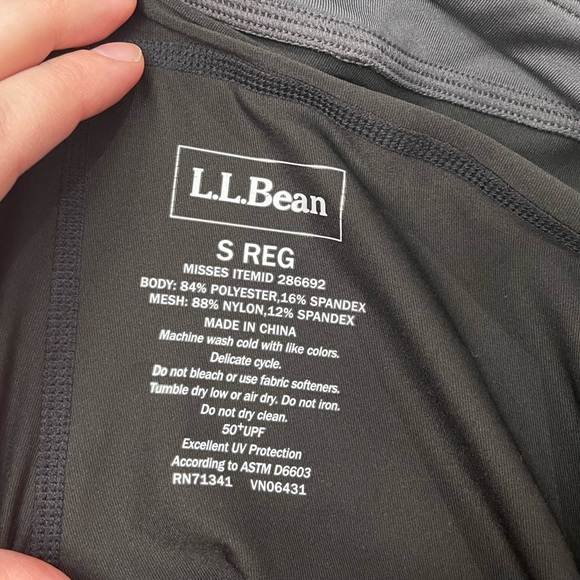 L.L.Bean
S REG
MISSES ITEMID 286692
BODY: 84% POLYESTER,16% SPANDEX
MESH: 88% NYLON,12% SPANDEX
MADE IN CHINA
Machine wash cold with like colors.
Delicate cycle.
Do not bleach or use fabric softeners.
Tumble dry low or air dry. Do not iron.
Do not dry clean.
50+UPF
Excellent UV Protection
According to ASTM D6603
RN71341 VN06431